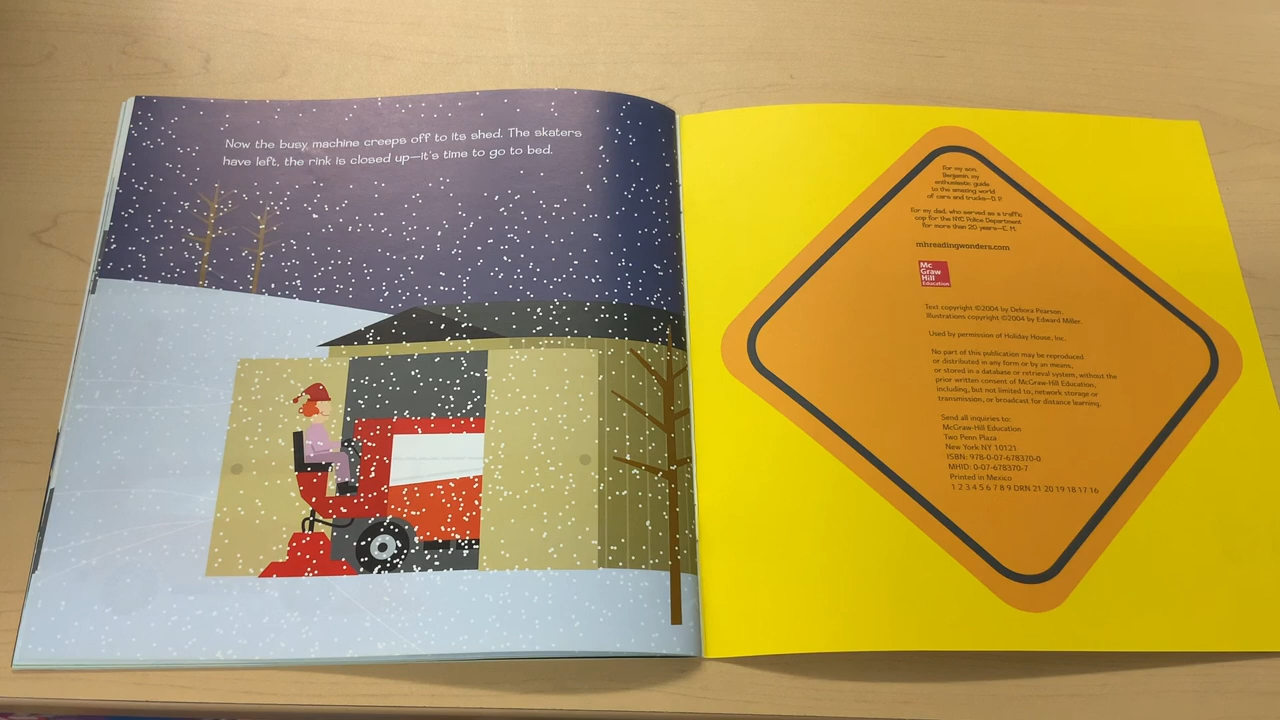 Now the busy machine creeps off to its shed. The skaters
have left, the rink is closed up—it's time to go to bed.
For my son,
Benjamin, my
enthusiastic guide
to the amazing world
of cars and trucks—D. P.
For my dad, who served as a traffic
cop for the NYC Police Department
for more than 20 years—E. M.
mhreadingwonders.com
Mc
Graw
Hill
Education
Text copyright ©2004 by Debora Pearson.
Illustrations copyright ©2004 by Edward Miller.
Used by permission of Holiday House, Inc.
No part of this publication may be reproduced
or distributed in any form or by an means,
or stored in a database or retrieval system, without the
prior written consent of McGraw-Hill Education,
including, but not limited to, network storage or
transmission, or broadcast for distance learning.
Send all inquiries to:
McGraw-Hill Education
Two Penn Plaza
New York NY 10121
ISBN: 978-0-07-678370-0
MHID: 0-07-678370-7
Printed in Mexico
1 2 3 4 5 6 7 8 9 DRN 21 20 19 18 17 16